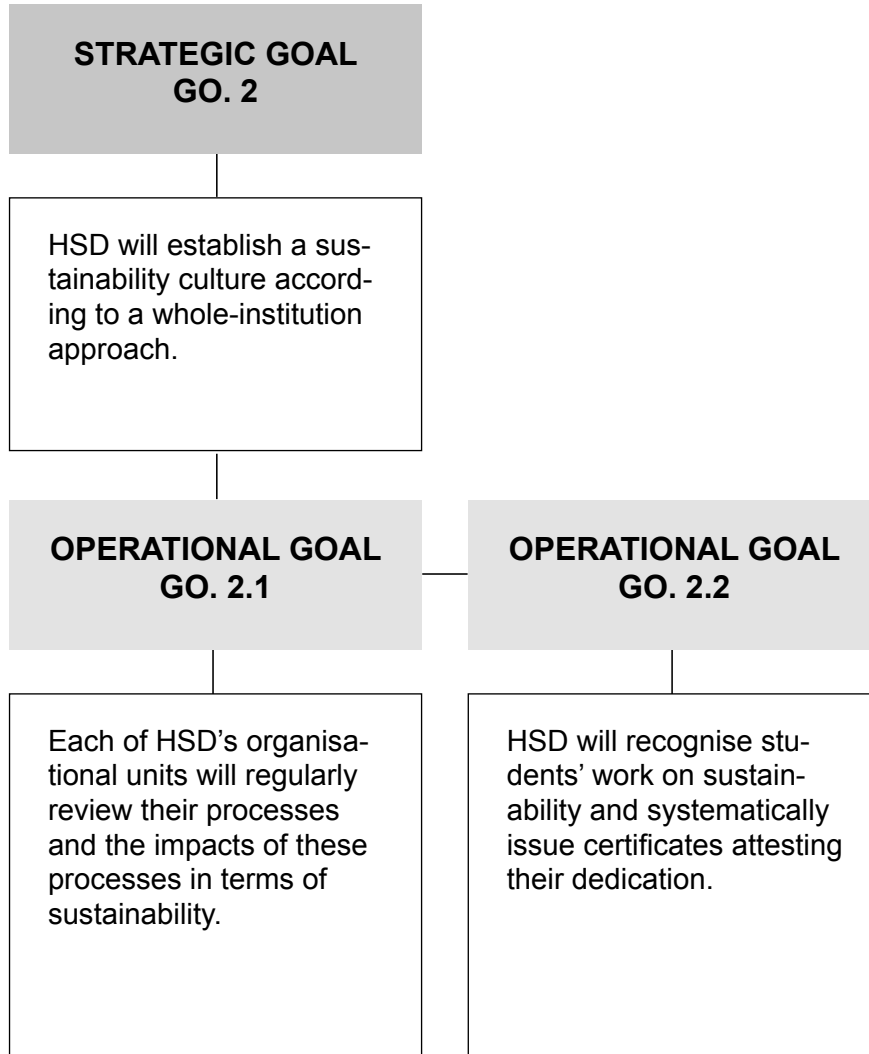 STRATEGIC GOAL
GO. 2
HSD will establish a sus-
tainability culture accord-
ing to a whole-institution
approach.
OPERATIONAL GOAL
GO. 2.1
Each of HSD’s organisa-
tional units will regularly
review their processes
and the impacts of these
processes in terms of
sustainability.
OPERATIONAL GOAL
GO. 2.2
HSD will recognise stu-
dents’ work on sustain-
ability and systematically
issue certificates attesting
their dedication.